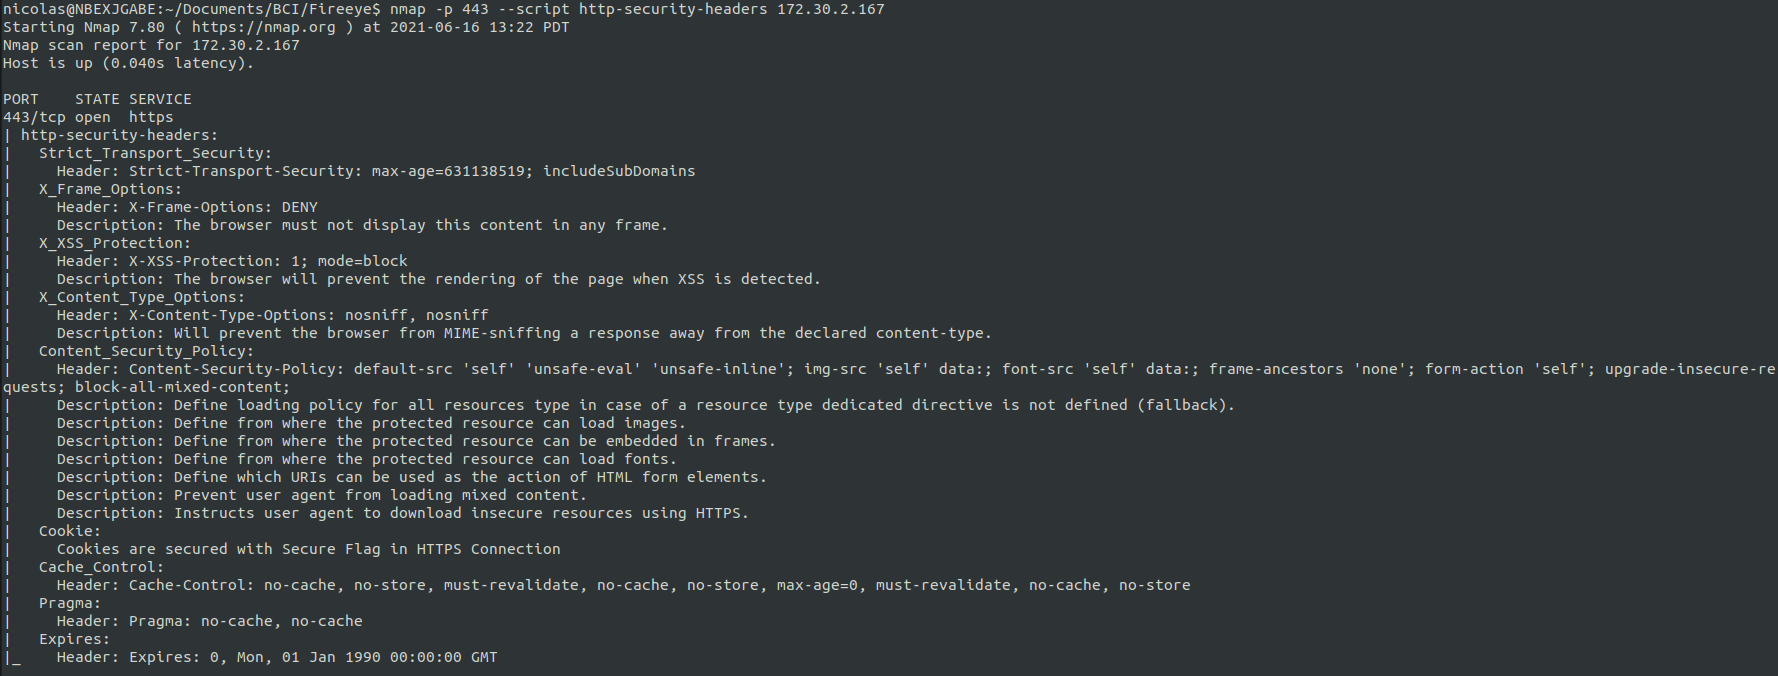 nicolas@NBEXJGABE:~/Documents/BCI/Fireeye$ nmap -p 443 --script http-security-headers 172.30.2.167
Starting Nmap 7.80 ( https://nmap.org ) at 2021-06-16 13:22 PDT
Nmap scan report for 172.30.2.167
Host is up (0.040s latency).

PORT    STATE SERVICE
443/tcp open  https
| http-security-headers:
|   Strict_Transport_Security:
|     Header: Strict-Transport-Security: max-age=631138519; includeSubDomains
|   X_Frame_Options:
|     Header: X-Frame-Options: DENY
|     Description: The browser must not display this content in any frame.
|   X_XSS_Protection:
|     Header: X-XSS-Protection: 1; mode=block
|     Description: The browser will prevent the rendering of the page when XSS is detected.
|   X_Content_Type_Options:
|     Header: X-Content-Type-Options: nosniff, nosniff
|     Description: Will prevent the browser from MIME-sniffing a response away from the declared content-type.
|   Content_Security_Policy:
|     Header: Content-Security-Policy: default-src 'self' 'unsafe-eval' 'unsafe-inline'; img-src 'self' data:; font-src 'self' data:; frame-ancestors 'none'; form-action 'self'; upgrade-insecure-re
quests; block-all-mixed-content;
|     Description: Define loading policy for all resources type in case of a resource type dedicated directive is not defined (fallback).
|     Description: Define from where the protected resource can load images.
|     Description: Define from where the protected resource can be embedded in frames.
|     Description: Define from where the protected resource can load fonts.
|     Description: Define which URIs can be used as the action of HTML form elements.
|     Description: Prevent user agent from loading mixed content.
|     Description: Instructs user agent to download insecure resources using HTTPS.
|   Cookie:
|     Cookies are secured with Secure Flag in HTTPS Connection
|   Cache_Control:
|     Header: Cache-Control: no-cache, no-store, must-revalidate, no-cache, no-store, max-age=0, must-revalidate, no-cache, no-store
|   Pragma:
|     Header: Pragma: no-cache, no-cache
|   Expires:
|_    Header: Expires: 0, Mon, 01 Jan 1990 00:00:00 GMT